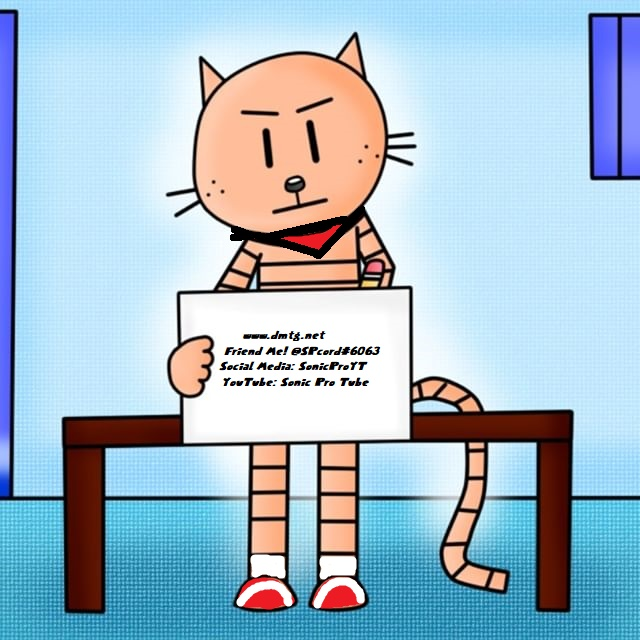 www.dmtg.net
Friend Me! @SPcord#6063
Social Media: SonicProYT
YouTube: Sonic Pro Tube